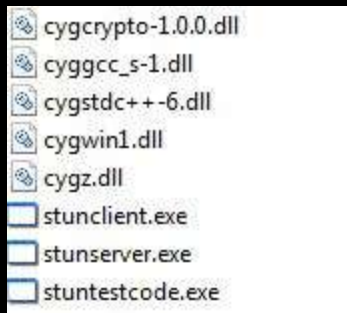 cygcrypto-1.0.0.dll
cyggcc_s-1.dll
cygstdc++-6.dll
cygwin1.dll
cygz.dll
stunclient.exe
stunserver.exe
stuntestcode.exe